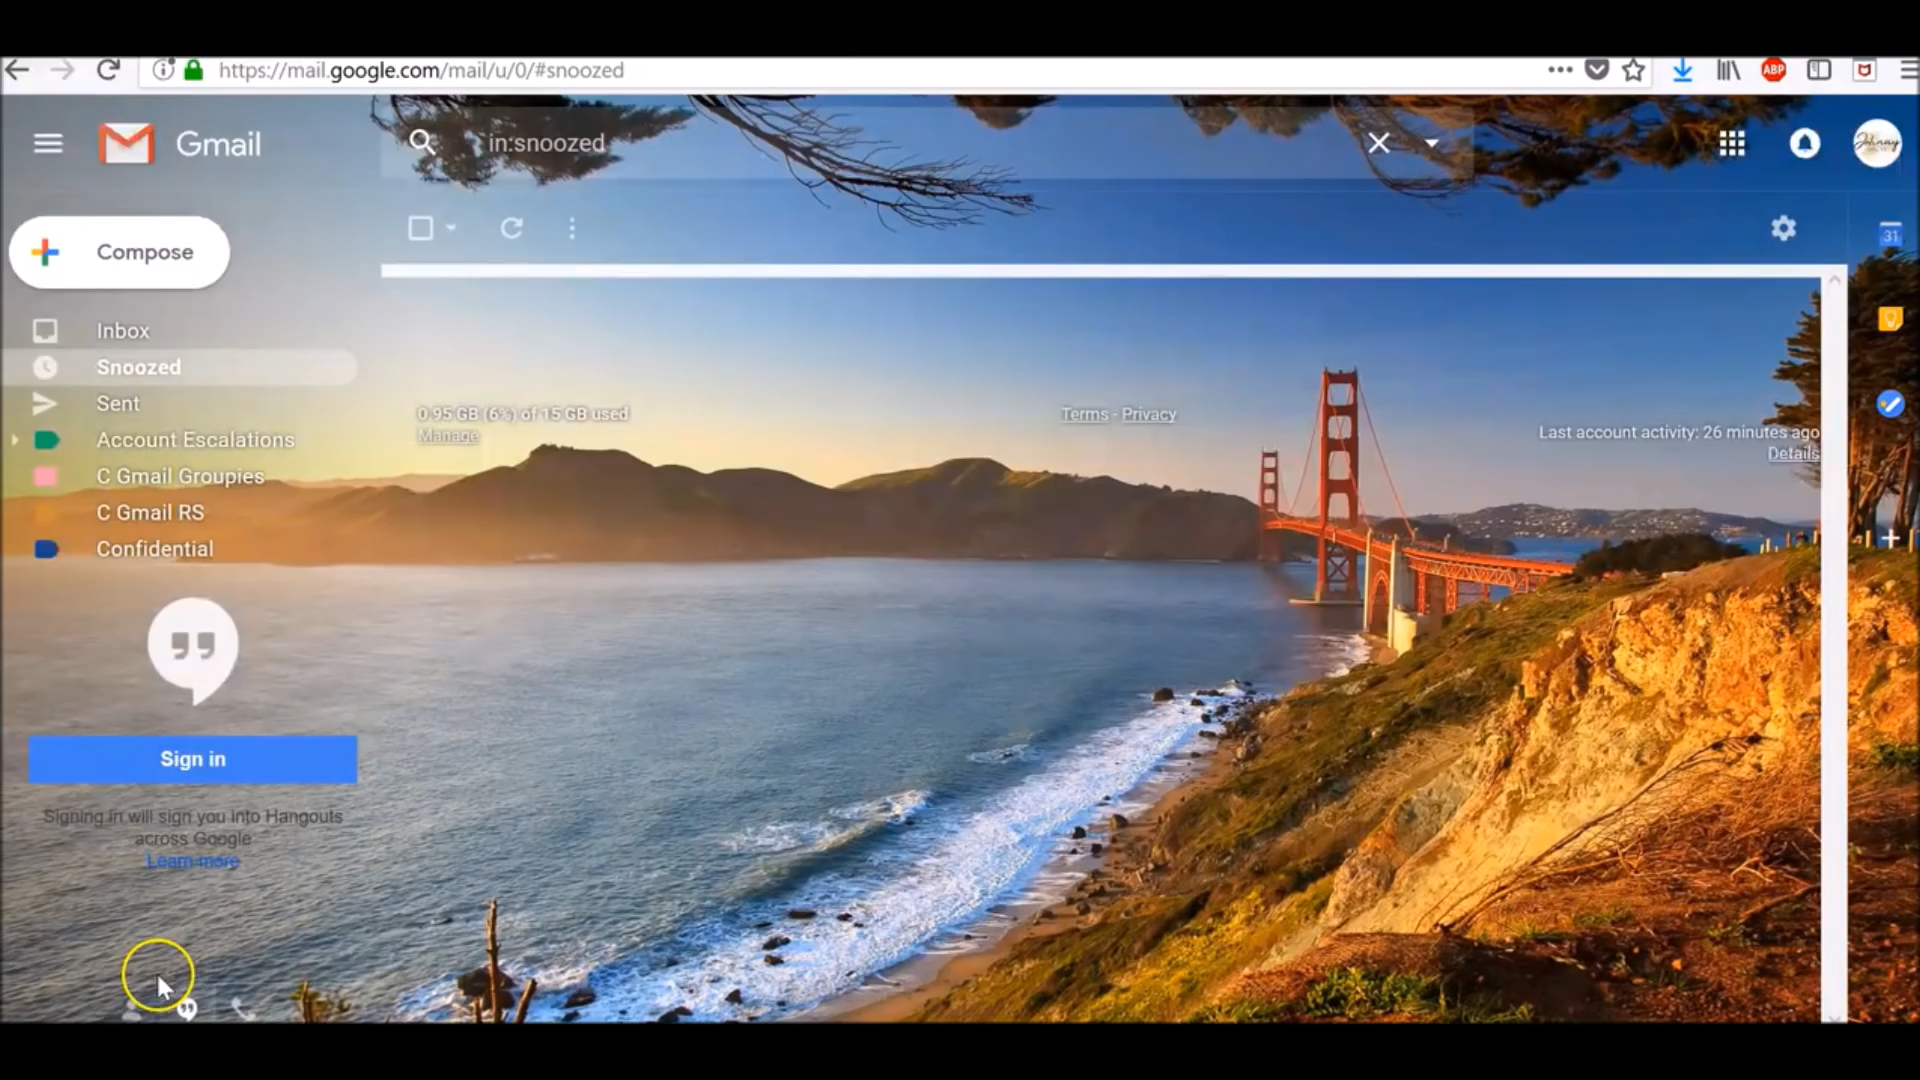 https://mail.google.com/mail/u/0/#snoozed
ABP
Gmail
in:snoozed
Compose
31
Inbox
Snoozed
Sent
Account Escalations
C Gmail Groupies
C Gmail RS
Confidential
0.95 GB (6%) of 15 GB used
Manage
Terms - Privacy
Last account activity: 26 minutes ago
Details
Sign in
Signing in will sign you into Hangouts
across Google
Learn more